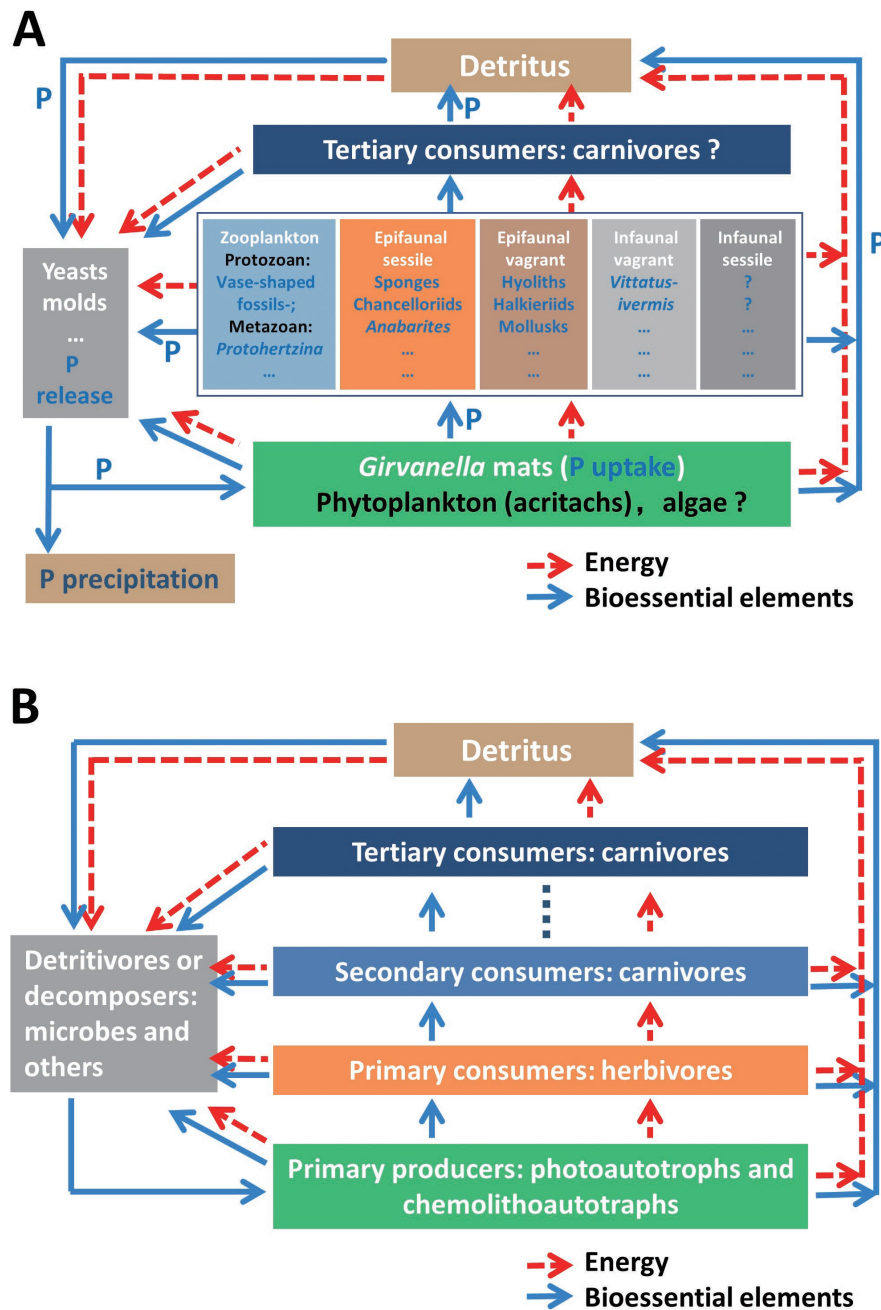 A
Detritus
P
P
Tertiary consumers: carnivores ?
P
Zooplankton
Protozoan:
Vase-shaped
fossils-;
Metazoan:
Protohertzina
...
Epifaunal
sessile
Sponges
Chancelloriids
Anabarites
...
...
Epifaunal
vagrant
Hyoliths
Halkieriids
Mollusks
...
...
Infaunal
vagrant
Vittatus-
ivermis
...
...
...
Infaunal
sessile
?
?
...
...
...
Yeasts
molds
...
P
release
P
P
P
Girvanella mats (P uptake)
Phytoplankton (acritachs), algae ?
P precipitation
Energy
Bioessential elements
B
Detritus
Tertiary consumers: carnivores
Detritivores or
decomposers:
microbes and
others
Secondary consumers: carnivores
Primary consumers: herbivores
Primary producers: photoautotrophs and
chemolithoautotraphs
Energy
Bioessential elements